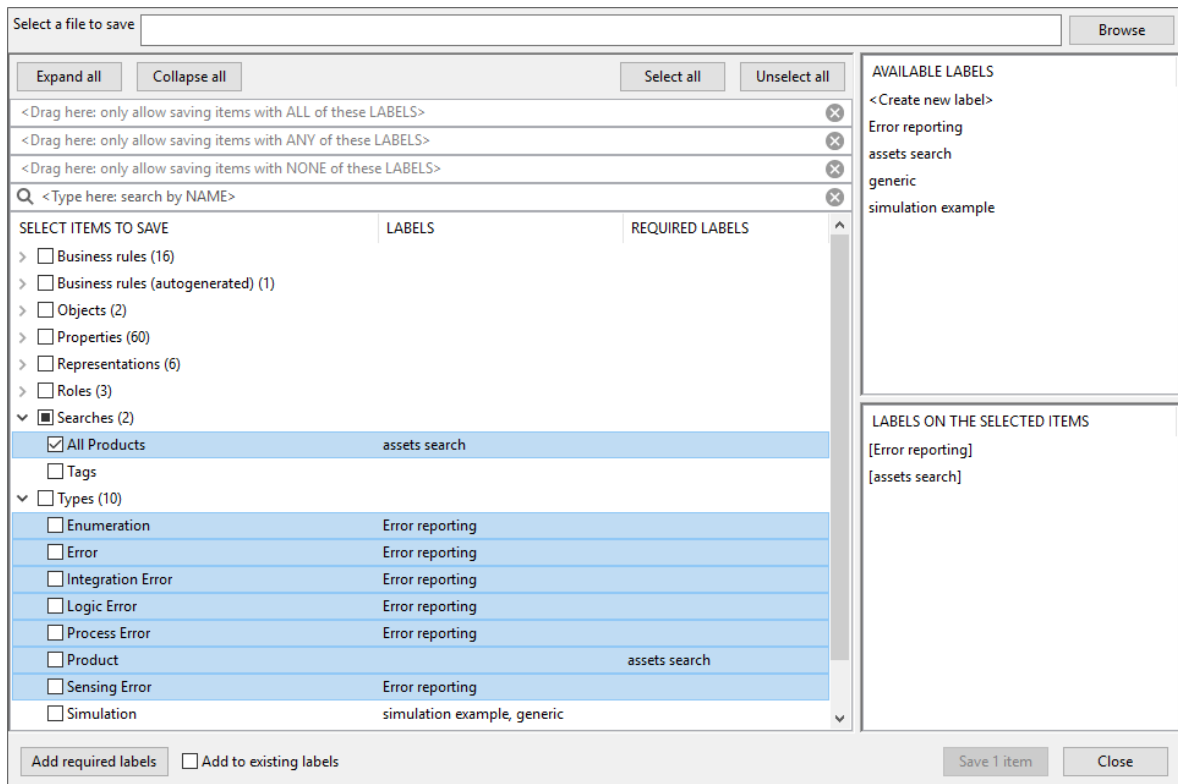 Select a file to save
Browse
Expand all
Collapse all
Select all
Unselect all
<Drag here: only allow saving items with ALL of these LABELS>
<Drag here: only allow saving items with ANY of these LABELS>
<Drag here: only allow saving items with NONE of these LABELS>
<Type here: search by NAME>
SELECT ITEMS TO SAVE LABELS REQUIRED LABELS
Business rules (16)
Business rules (autogenerated) (1)
Objects (2)
Properties (60)
Representations (6)
Roles (3)
Searches (2)
All Products assets search
Tags
Types (10)
Enumeration Error reporting
Error Error reporting
Integration Error Error reporting
Logic Error Error reporting
Process Error Error reporting
Product assets search
Sensing Error Error reporting
Simulation simulation example, generic
AVAILABLE LABELS
<Create new label>
Error reporting
assets search
generic
simulation example
LABELS ON THE SELECTED ITEMS
[Error reporting]
[assets search]
Add required labels
Add to existing labels
Save 1 item
Close